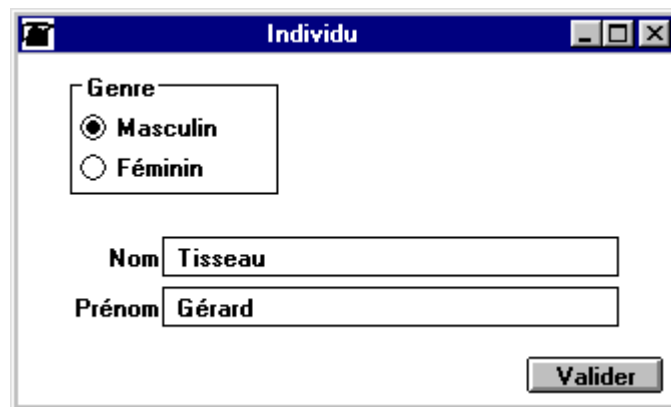 Individu
Genre
Masculin
Féminin
Nom Tisseau
Prénom Gérard
Valider